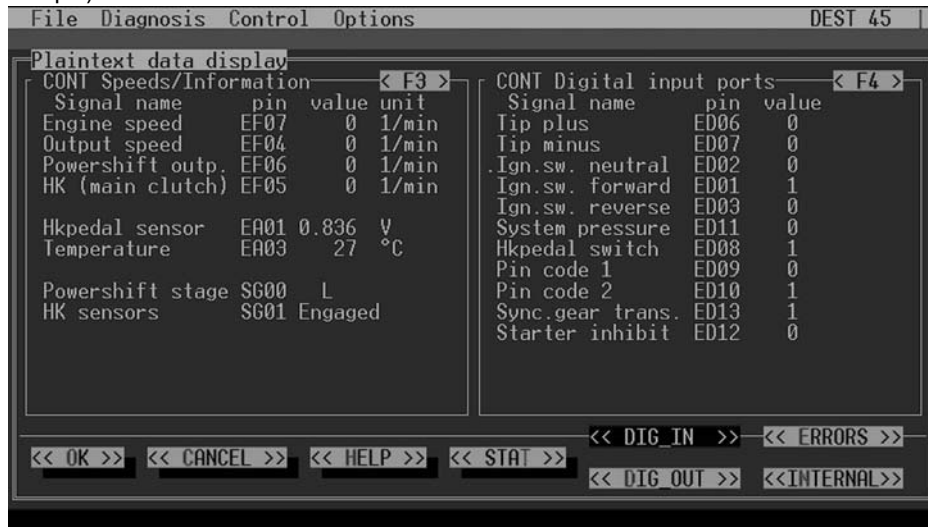 File Diagnosis Control Options DEST 45
Plaintext data display
CONT Speeds/Information < F3 >
Signal name pin value unit
Engine speed EF07 0 1/min
Output speed EF04 0 1/min
Powershift outp. EF06 0 1/min
HK (main clutch) EF05 0 1/min
Hkpedal sensor EA01 0.836 V
Temperature EA03 27 °C
Powershift stage SG00 L
HK sensors SG01 Engaged
CONT Digital input ports < F4 >
Signal name pin value
Tip plus ED06 0
Tip minus ED07 0
.Ign.sw. neutral ED02 0
Ign.sw. forward ED01 1
Ign.sw. reverse ED03 0
System pressure ED11 0
Hkpedal switch ED08 1
Pin code 1 ED09 0
Pin code 2 ED10 1
Sync.gear trans. ED13 1
Starter inhibit ED12 0
<< DIG_IN >> << ERRORS >>
<< OK >> << CANCEL >> << HELP >> << STAT >>
<< DIG_OUT >> <<INTERNAL>>